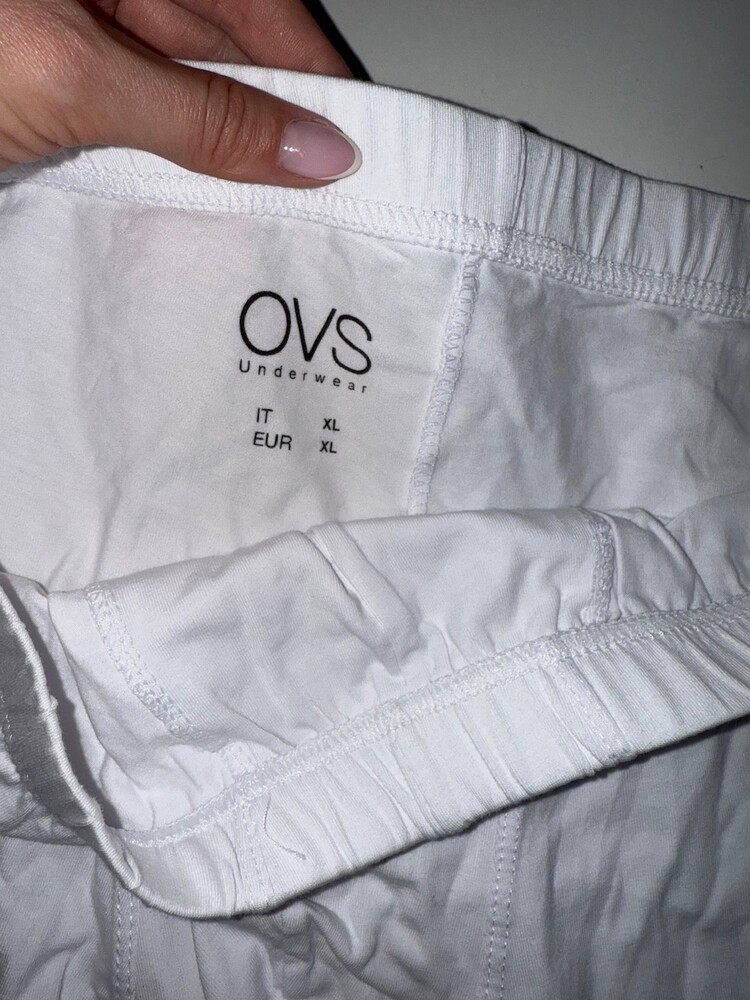 OVS
Underwear
IT XL
EUR XL